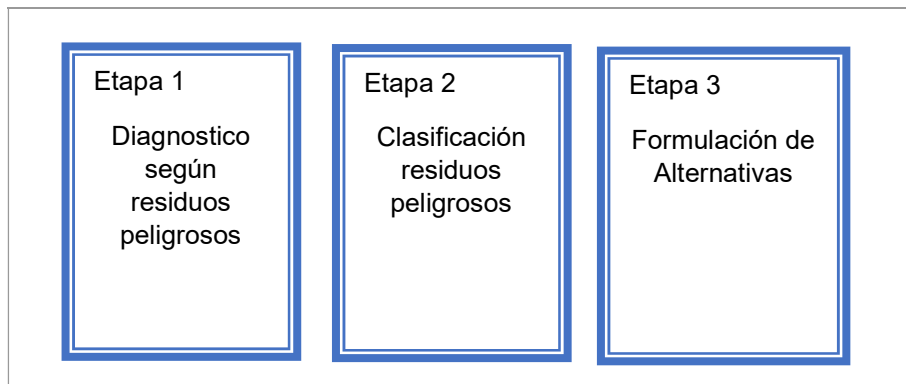 Etapa 1
Diagnostico
según
residuos
peligrosos
Etapa 2
Clasificación
residuos
peligrosos
Etapa 3
Formulación de
Alternativas